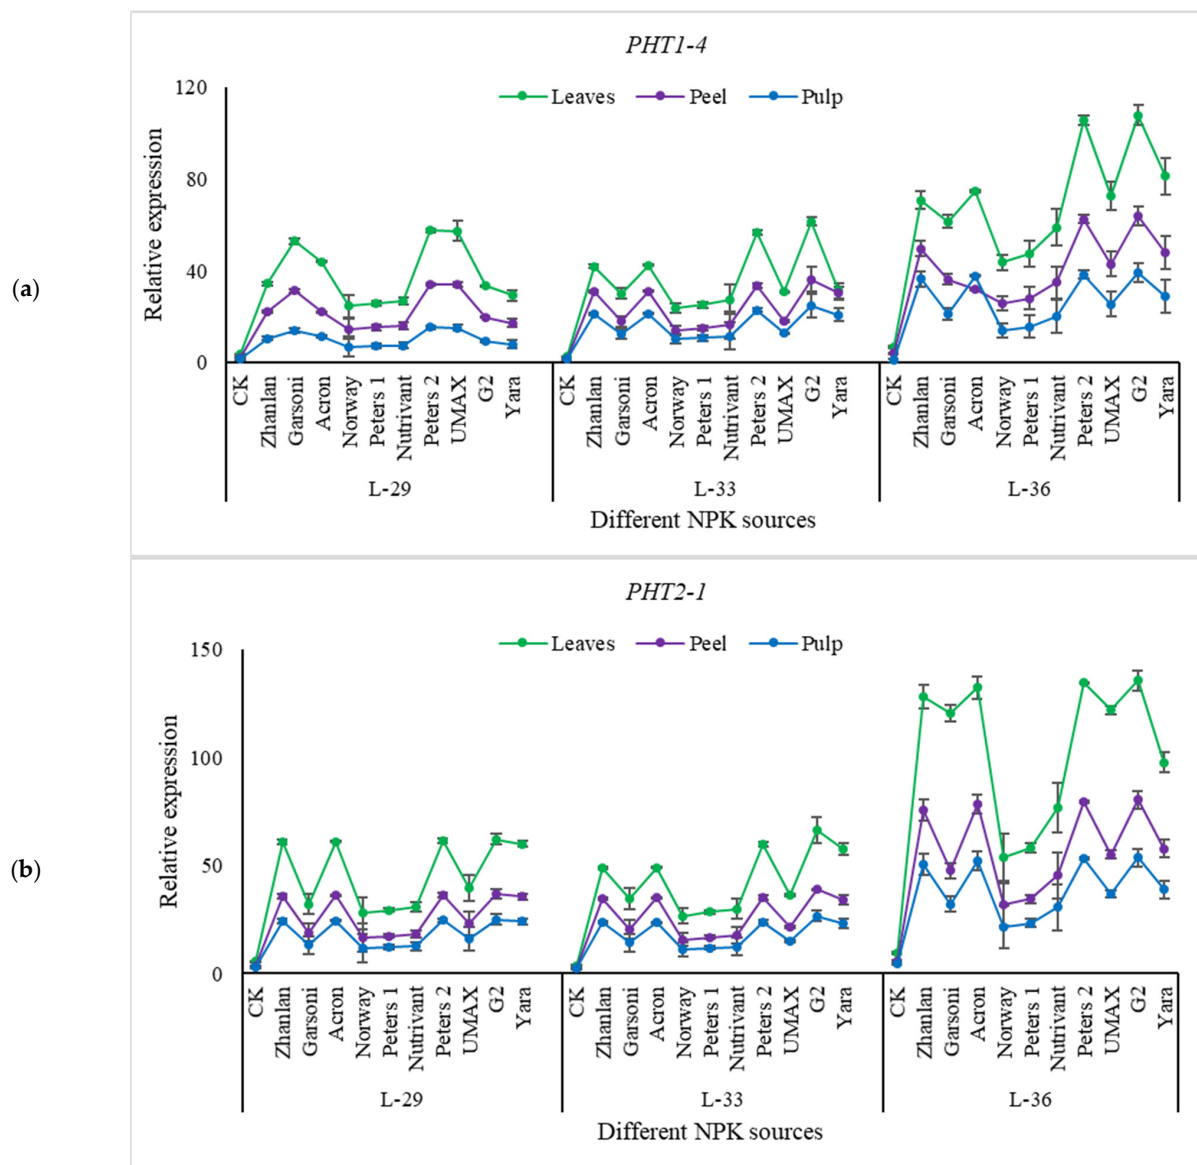 (a)
PHT1-4
Leaves Peel Pulp
Relative expression
120
80
40
0
CK Zhanlan Garsoni Acron Norway Peters 1 Nutrivant Peters 2 UMAX G2 Yara CK Zhanlan Garsoni Acron Norway Peters 1 Nutrivant Peters 2 UMAX G2 Yara CK Zhanlan Garsoni Acron Norway Peters 1 Nutrivant Peters 2 UMAX G2 Yara
L-29 L-33 L-36
Different NPK sources
(b)
PHT2-1
Leaves Peel Pulp
Relative expression
150
100
50
0
CK Zhanlan Garsoni Acron Norway Peters 1 Nutrivant Peters 2 UMAX G2 Yara CK Zhanlan Garsoni Acron Norway Peters 1 Nutrivant Peters 2 UMAX G2 Yara CK Zhanlan Garsoni Acron Norway Peters 1 Nutrivant Peters 2 UMAX G2 Yara
L-29 L-33 L-36
Different NPK sources